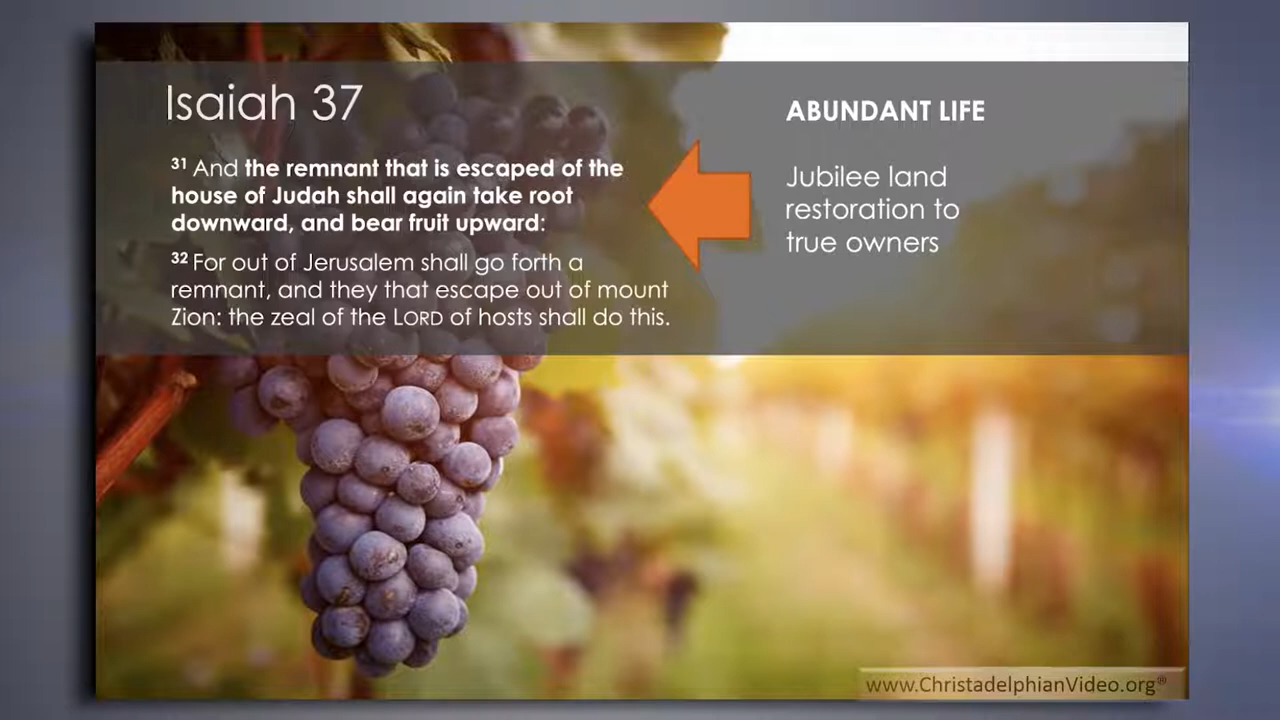 Isaiah 37
31 And the remnant that is escaped of the
house of Judah shall again take root
downward, and bear fruit upward:
32 For out of Jerusalem shall go forth a
remnant, and they that escape out of mount
Zion: the zeal of the LORD of hosts shall do this.
ABUNDANT LIFE
Jubilee land
restoration to
true owners
www.ChristadelphianVideo.org®